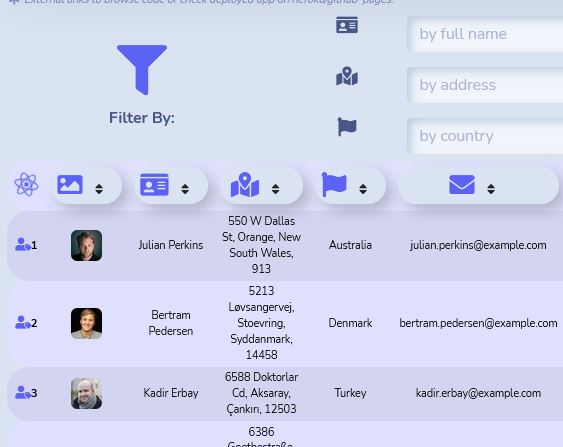 External links to browse code or check deployed app on heroku/github-pages.
by full name
by address
Filter By:
by country
1
Julian Perkins
550 W Dallas
St, Orange, New
South Wales,
913
Australia
julian.perkins@example.com
2
Bertram
Pedersen
5213
Løvsangervej,
Stoevring,
Syddanmark,
14458
Denmark
bertram.pedersen@example.com
3
Kadir Erbay
6588 Doktorlar
Cd, Aksaray,
Çankırı, 12503
Turkey
kadir.erbay@example.com
6386
Goethestraße,